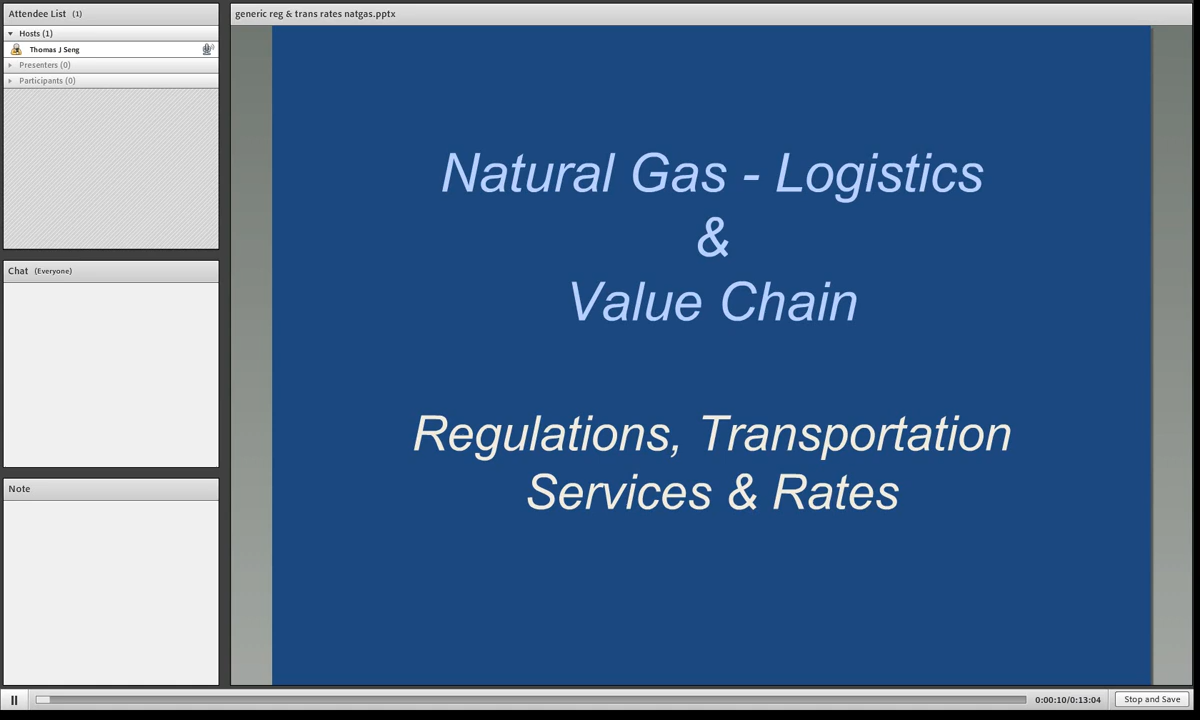 Attendee List (1)
Hosts (1)
Thomas J Seng
Presenters (0)
Participants (0)
Chat (Everyone)
Note
generic reg & trans rates natgas.pptx
Natural Gas - Logistics
&
Value Chain
Regulations, Transportation
Services & Rates
0:00:10/0:13:04
Stop and Save